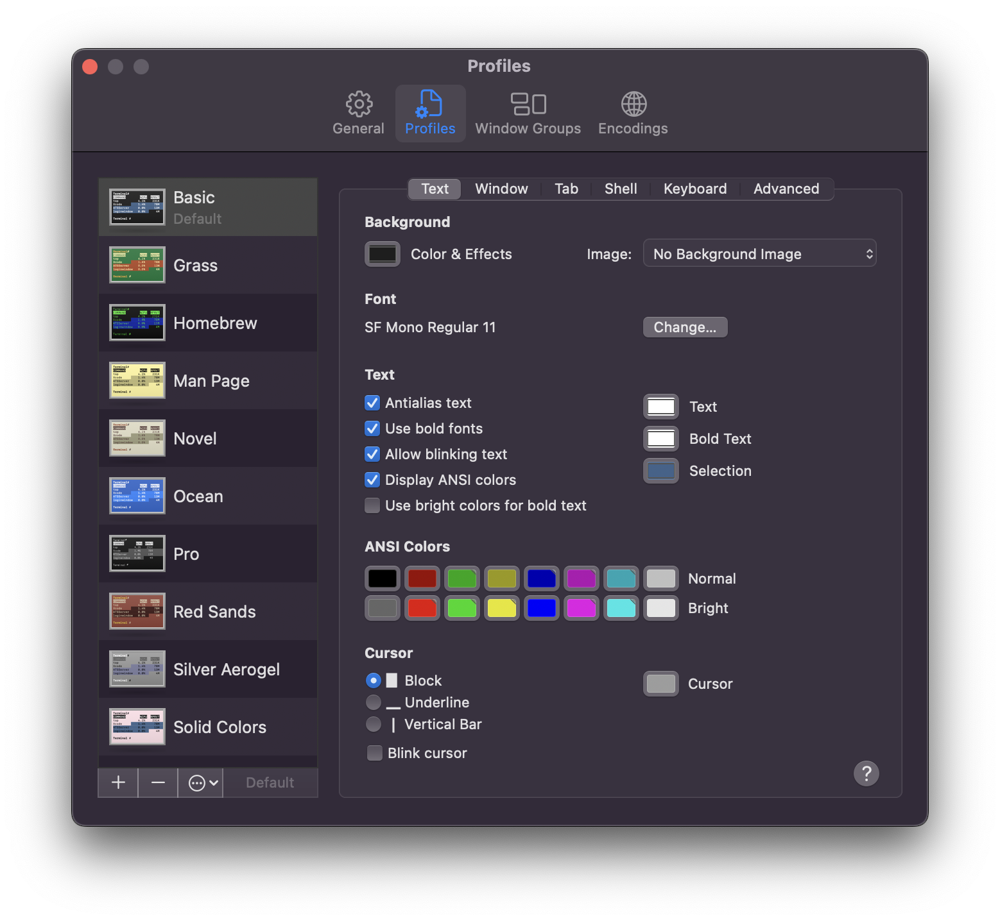 Profiles
General
Profiles
Window Groups
Encodings
Basic
Default
Grass
Homebrew
Man Page
Novel
Ocean
Pro
Red Sands
Silver Aerogel
Solid Colors
Default
Text
Window
Tab
Shell
Keyboard
Advanced
Background
Color & Effects
Image:
No Background Image
Font
SF Mono Regular 11
Change...
Text
Antialias text
Use bold fonts
Allow blinking text
Display ANSI colors
Use bright colors for bold text
Text
Bold Text
Selection
ANSI Colors
Normal
Bright
Cursor
Block
Underline
Vertical Bar
Blink cursor
Cursor
?